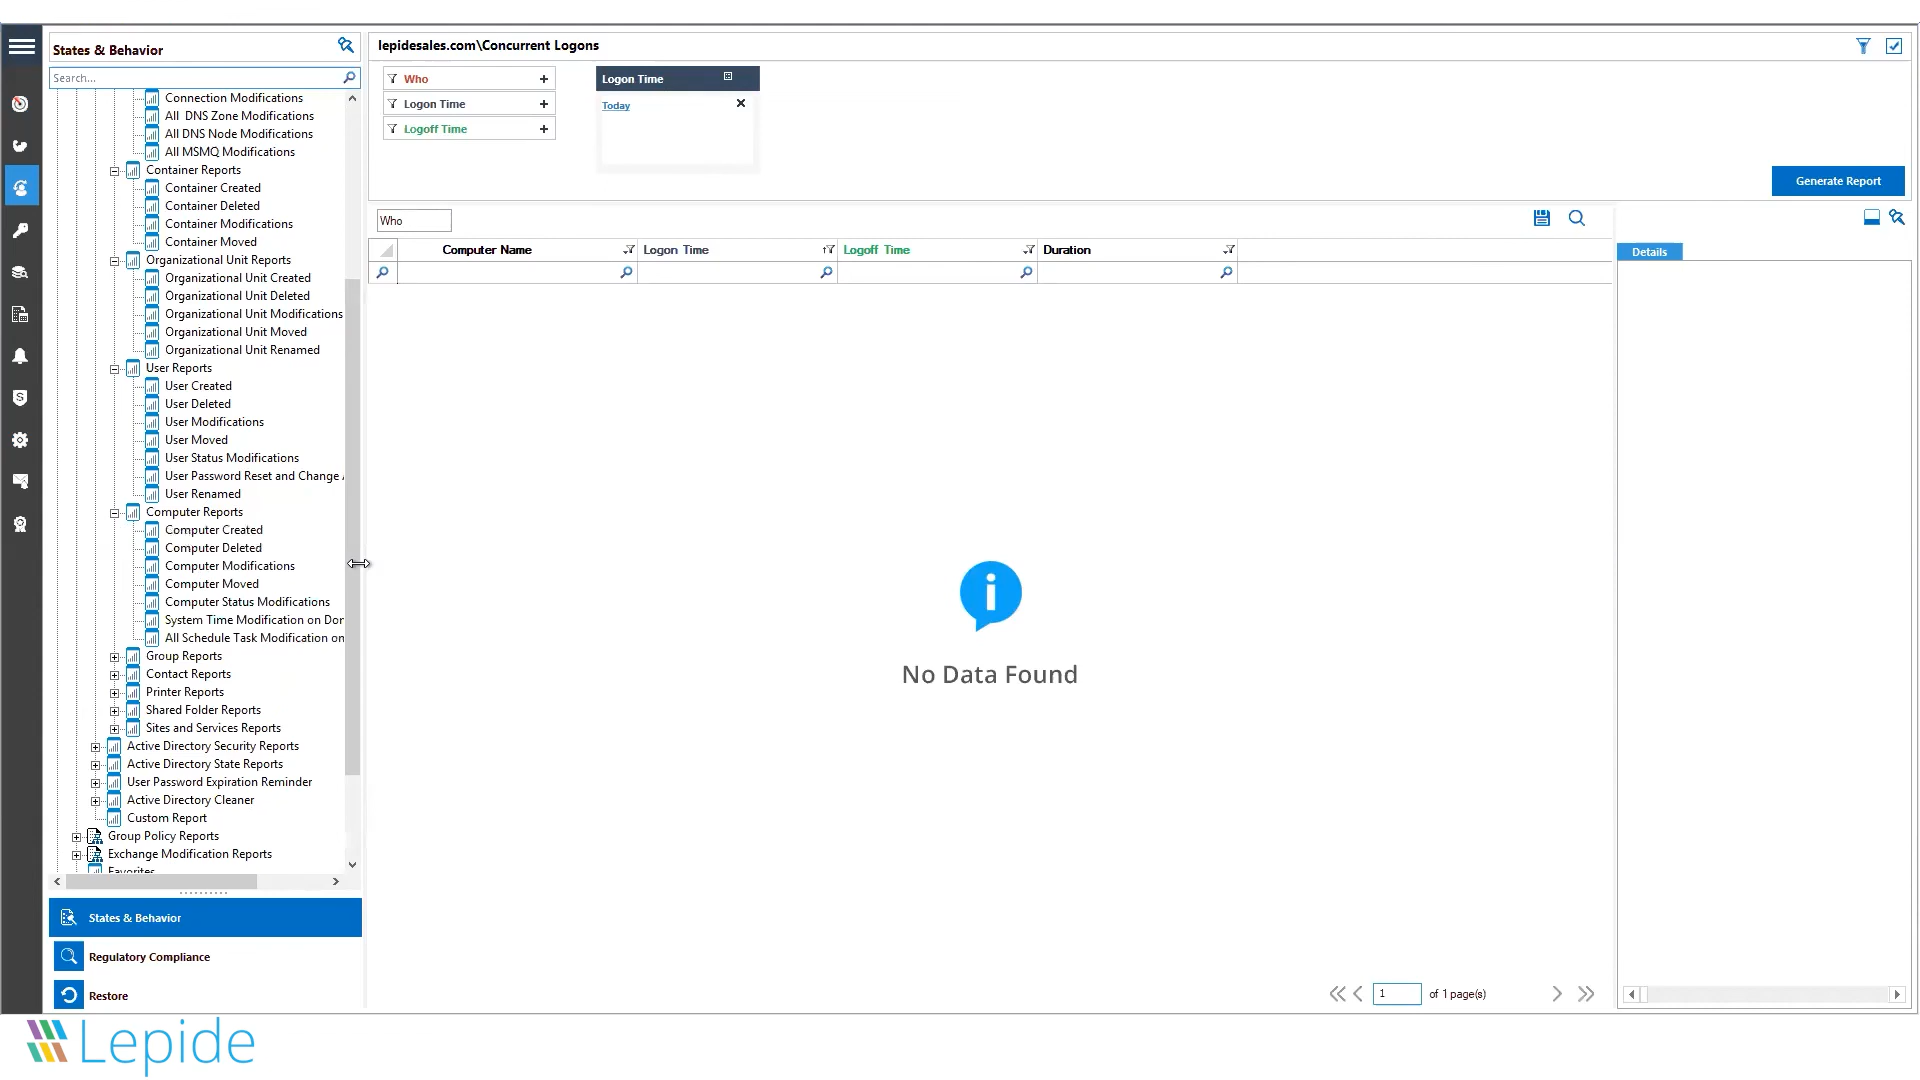 States & Behavior
Search...
Connection Modifications
All DNS Zone Modifications
All DNS Node Modifications
All MSMQ Modifications
Container Reports
Container Created
Container Deleted
Container Modifications
Container Moved
Organizational Unit Reports
Organizational Unit Created
Organizational Unit Deleted
Organizational Unit Modifications
Organizational Unit Moved
Organizational Unit Renamed
User Reports
User Created
User Deleted
User Modifications
User Moved
User Status Modifications
User Password Reset and Change
User Renamed
Computer Reports
Computer Created
Computer Deleted
Computer Modifications
Computer Moved
Computer Status Modifications
System Time Modification on
All Schedule Task Modification on
Group Reports
Contact Reports
Printer Reports
Shared Folder Reports
Sites and Services Reports
Active Directory Security Reports
Active Directory State Reports
User Password Expiration Reminder
Active Directory Cleaner
Custom Report
Group Policy Reports
Exchange Modification Reports
Favorites
States & Behavior
Regulatory Compliance
Restore
lepidesales.com\Concurrent Logons
Who
Logon Time
Logoff Time
Logon Time
Today
Generate Report
Who
Computer Name Logon Time Logoff Time Duration
No Data Found
1 of 1 page(s)
Details
Lepide